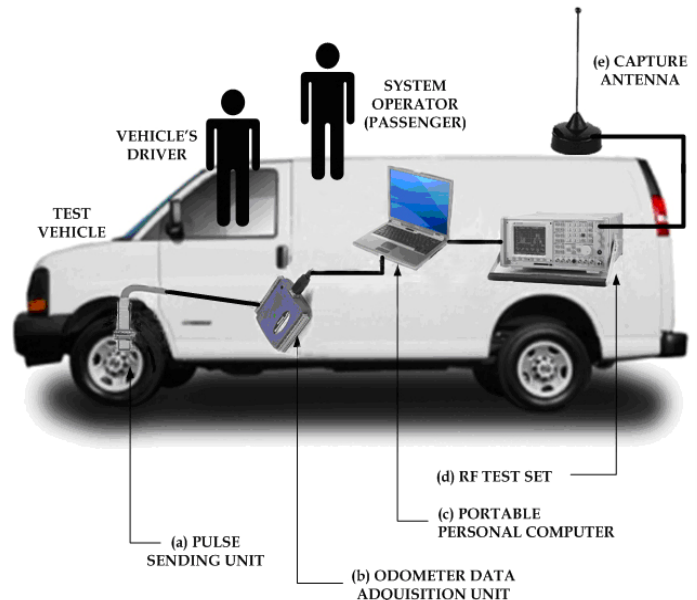 (e) CAPTURE
ANTENNA
SYSTEM
OPERATOR
(PASSENGER)
VEHICLE'S
DRIVER
TEST
VEHICLE
(d) RF TEST SET
(c) PORTABLE
PERSONAL COMPUTER
(a) PULSE
SENDING UNIT
(b) ODOMETER DATA
ADQUISITION UNIT